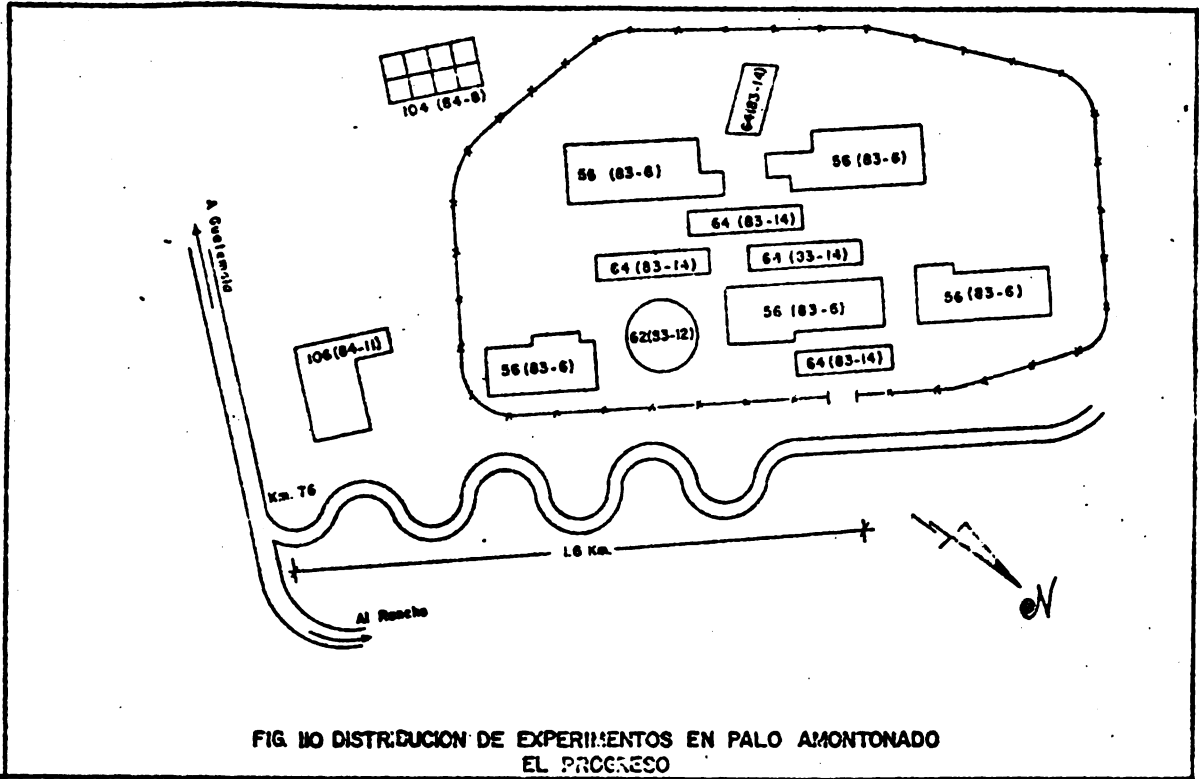 104 (84-8)
64(83-14)
56 (83-6)
56 (83-6)
64 (83-14)
64 (83-14)
61 (33-14)
A Guatemala
56 (83-6)
56 (83-6)
62(93-12)
106(84-11)
56(83-6)
64 (83-14)
Km. 76
1.6 Km.
Al Rancho
N
FIG. 110 DISTRIBUCION DE EXPERIMENTOS EN PALO AMONTONADO
EL PROGRESO